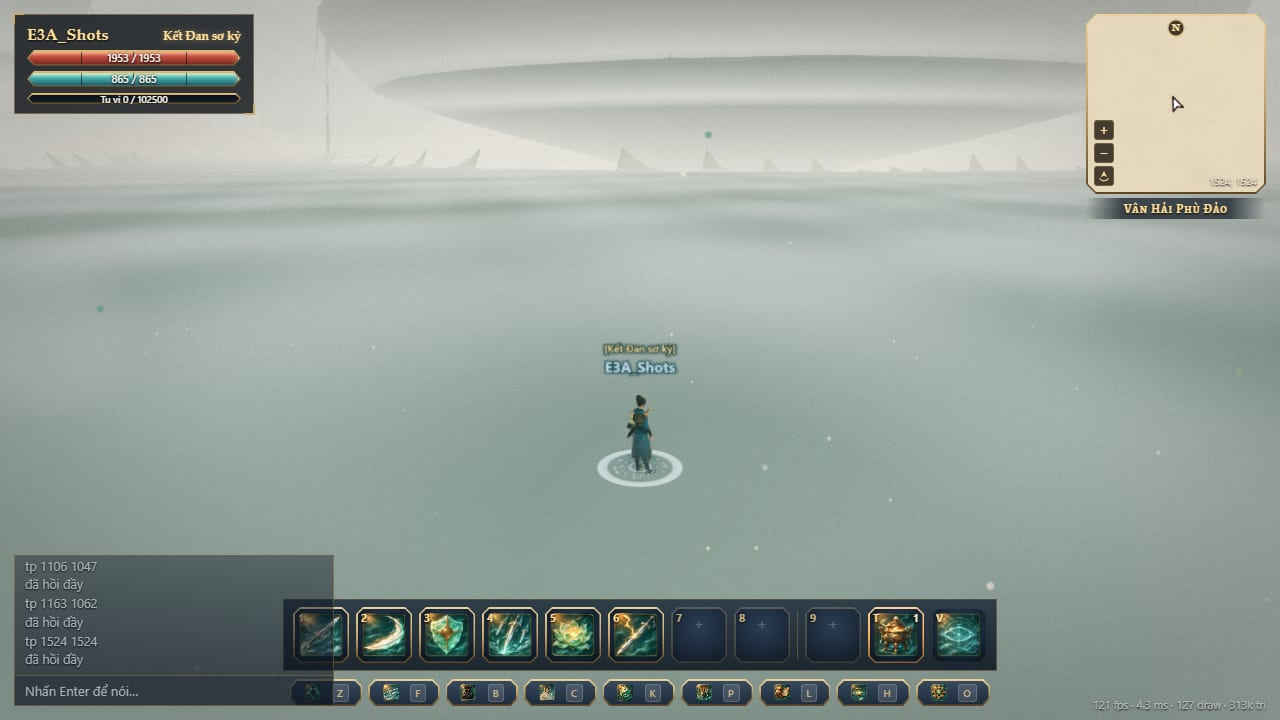 E3A_Shots
Kết Đan sơ kỳ
1953 / 1953
865 / 865
Tu vi 0 / 102500
N
+
−
1524, 1524
Vân Hải Phù Đảo
[Kết Đan sơ kỳ]
E3A_Shots
tp 1106 1047
đã hồi đầy
tp 1163 1062
đã hồi đầy
tp 1524 1524
đã hồi đầy
Nhấn Enter để nói...
1 2 3 4 5 6 7 8 9 T 1 V
+ + +
Z F B C K P L H O
121 fps · 4.3 ms · 127 draw · 313k tri